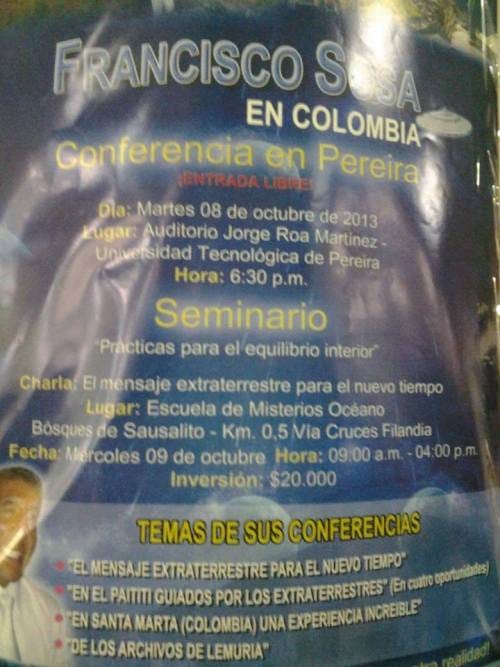 FRANCISCO SOSA
EN COLOMBIA
Conferencia en Pereira
¡ENTRADA LIBRE!
Dia: Martes 08 de octubre de 2013
Lugar: Auditorio Jorge Roa Martinez -
Universidad Tecnológica de Pereira
Hora: 6:30 p.m.
Seminario
"Practicas para el equilibrio interior"
Charla: El mensaje extraterrestre para el nuevo tiempo
Lugar: Escuela de Misterios Océano
Bosques de Sausalito - Km. 0,5 Via Cruces Filandia
Fecha: Miercoles 09 de octubre Hora: 09:00 a.m. - 04:00 p.m.
Inversión: $20.000
TEMAS DE SUS CONFERENCIAS
• "EL MENSAJE EXTRATERRESTRE PARA EL NUEVO TIEMPO"
• "EN EL PAITITI GUIADOS POR LOS EXTRATERRESTRES" (En cuatro oportunidades)
• "EN SANTA MARTA (COLOMBIA) UNA EXPERIENCIA INCREIBLE"
• "DE LOS ARCHIVOS DE LEMURIA"
realidad!